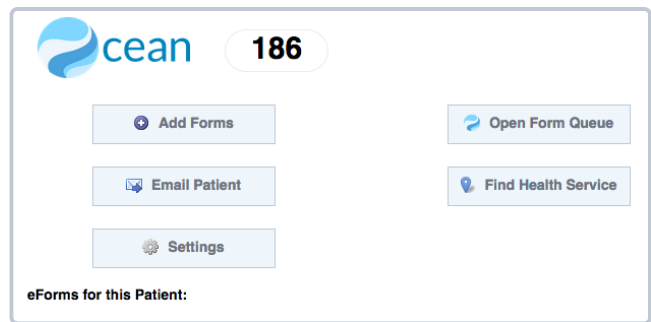 cean 186
Add Forms Open Form Queue
Email Patient Find Health Service
Settings
eForms for this Patient: